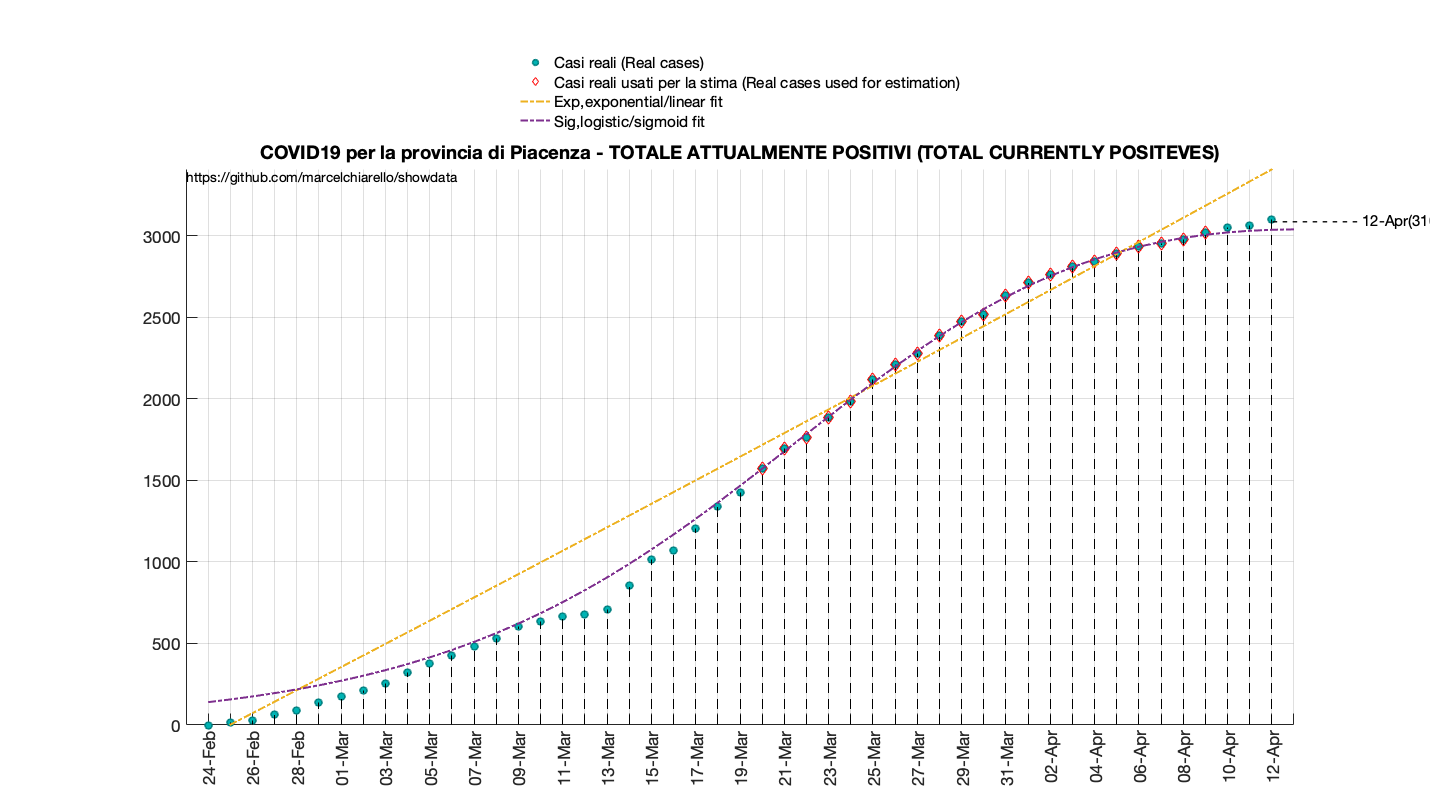 Casi reali (Real cases)
Casi reali usati per la stima (Real cases used for estimation)
Exp,exponential/linear fit
Sig,logistic/sigmoid fit
COVID19 per la provincia di Piacenza - TOTALE ATTUALMENTE POSITIVI (TOTAL CURRENTLY POSITEVES)
https://github.com/marcelchiarello/showdata
3000
2500
2000
1500
1000
500
0
12-Apr(31
24-Feb
26-Feb
28-Feb
01-Mar
03-Mar
05-Mar
07-Mar
09-Mar
11-Mar
13-Mar
15-Mar
17-Mar
19-Mar
21-Mar
23-Mar
25-Mar
27-Mar
29-Mar
31-Mar
02-Apr
04-Apr
06-Apr
08-Apr
10-Apr
12-Apr